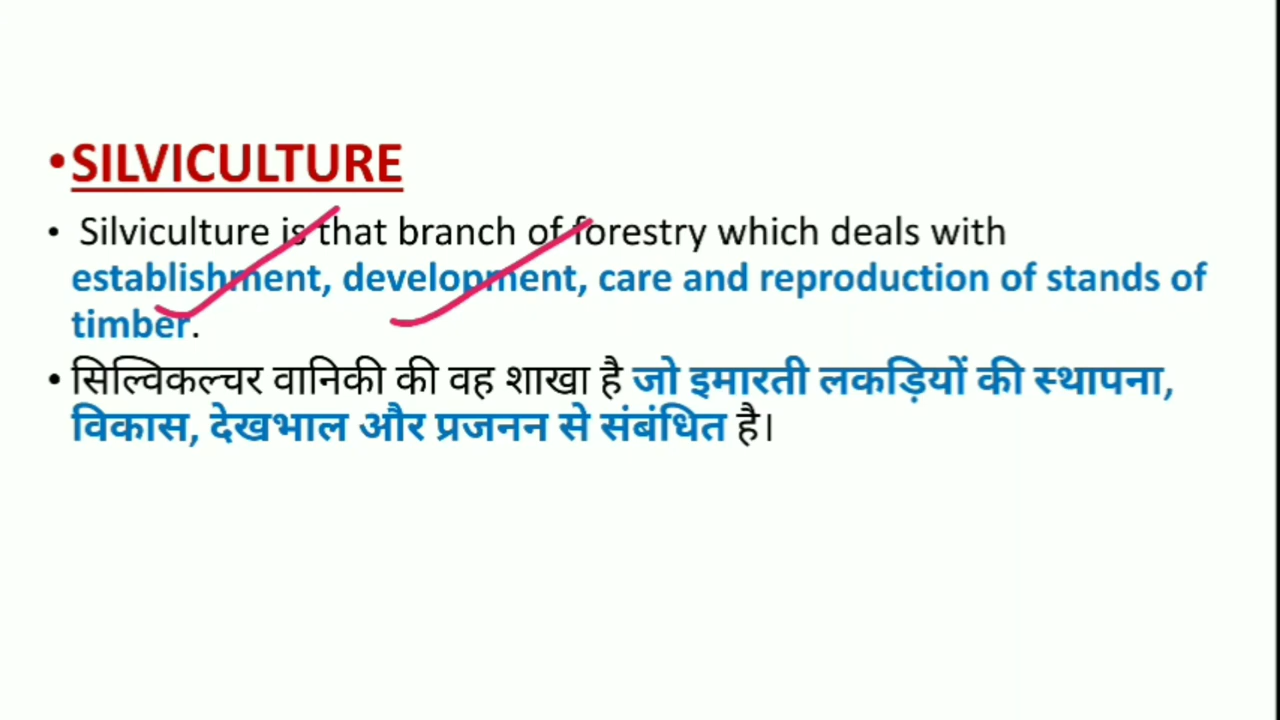 •SILVICULTURE
• Silviculture is that branch of forestry which deals with
establishment, development, care and reproduction of stands of
timber.
• सिल्विकल्चर वानिकी की वह शाखा है जो इमारती लकड़ियों की स्थापना,
विकास, देखभाल और प्रजनन से संबंधित है।